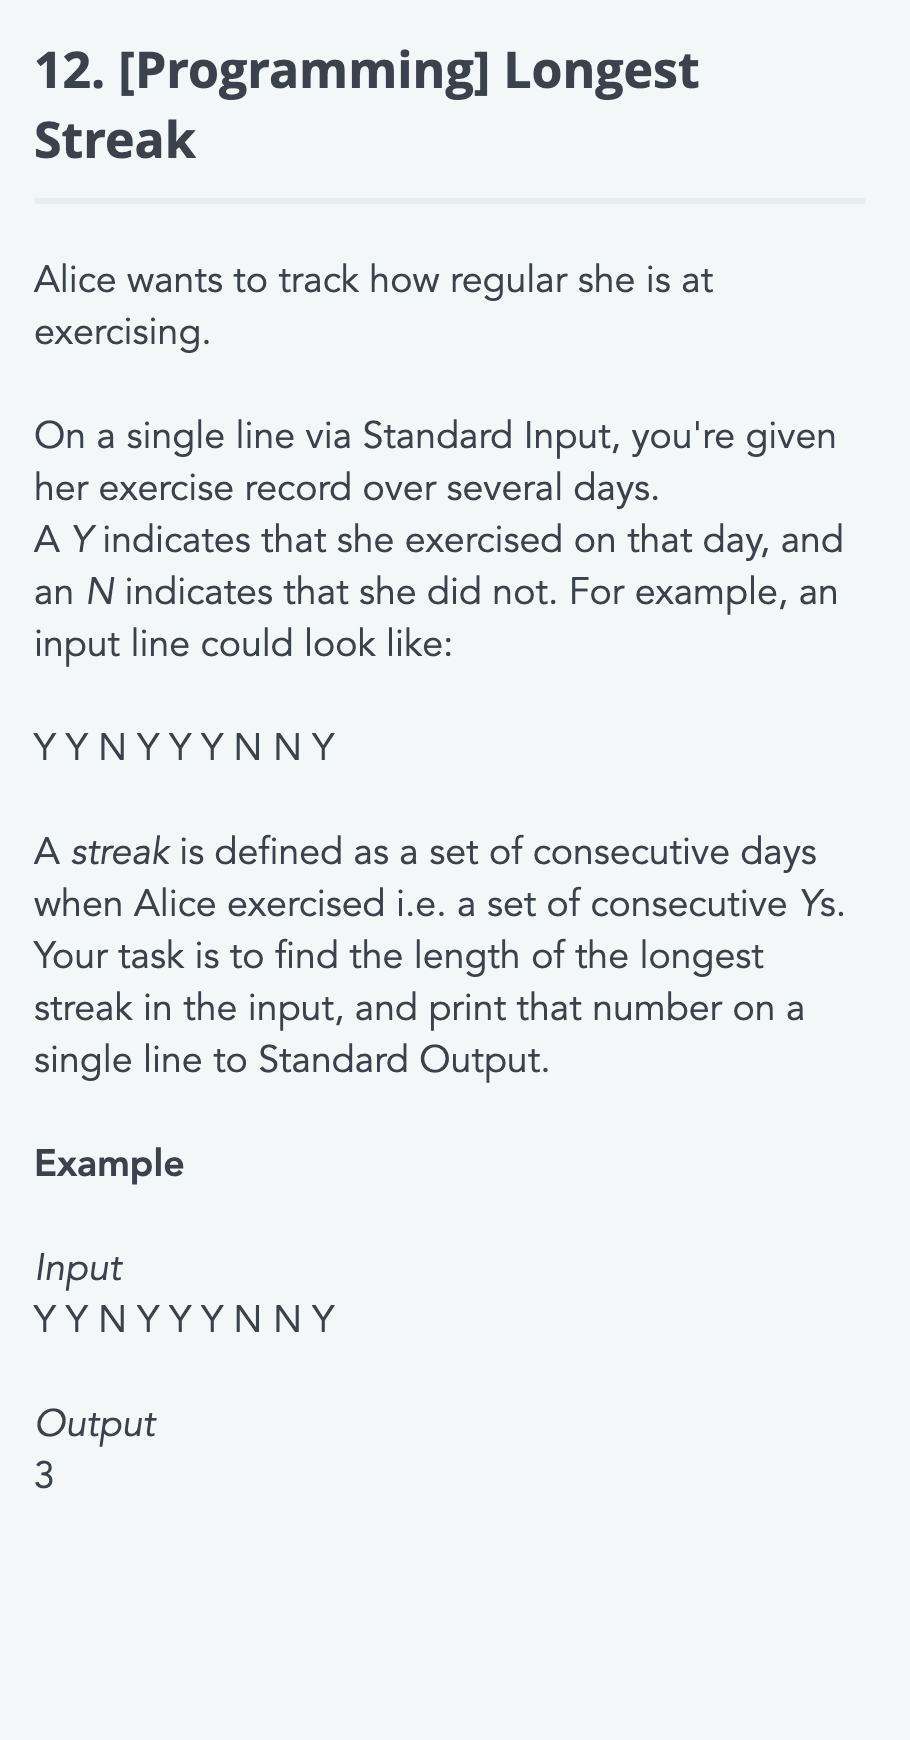 12. [Programming] Longest
Streak
Alice wants to track how regular she is at
exercising.
On a single line via Standard Input, you're given
her exercise record over several days.
A Y indicates that she exercised on that day, and
an N indicates that she did not. For example, an
input line could look like:
Y Y N Y Y Y N N Y
A streak is defined as a set of consecutive days
when Alice exercised i.e. a set of consecutive Ys.
Your task is to find the length of the longest
streak in the input, and print that number on a
single line to Standard Output.
Example
Input
Y Y N Y Y Y N N Y
Output
3